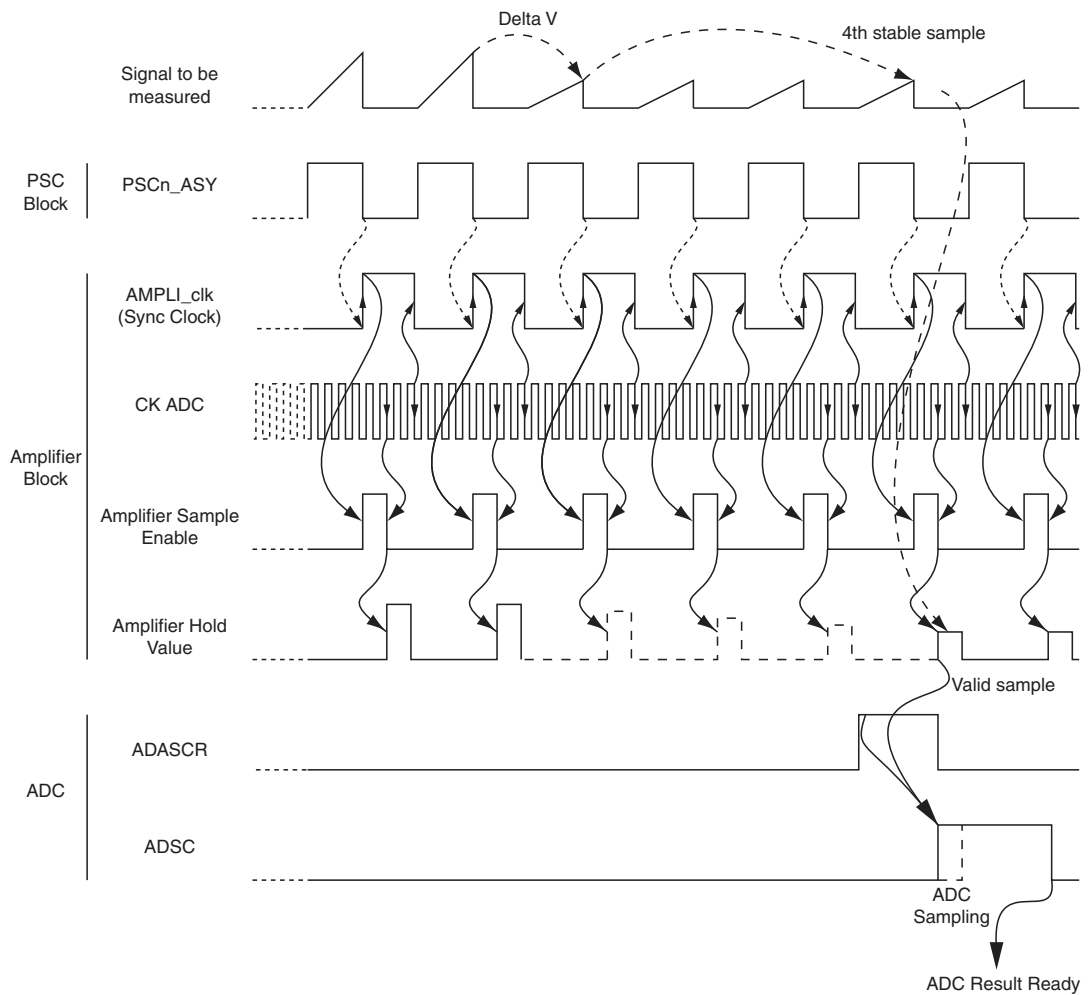 Delta V
4th stable sample
Signal to be
measured
PSC
Block
PSCn_ASY
AMPLI_clk
(Sync Clock)
CK ADC
Amplifier
Block
Amplifier Sample
Enable
Amplifier Hold
Value
Valid sample
ADASCR
ADC
ADSC
ADC
Sampling
ADC Result Ready